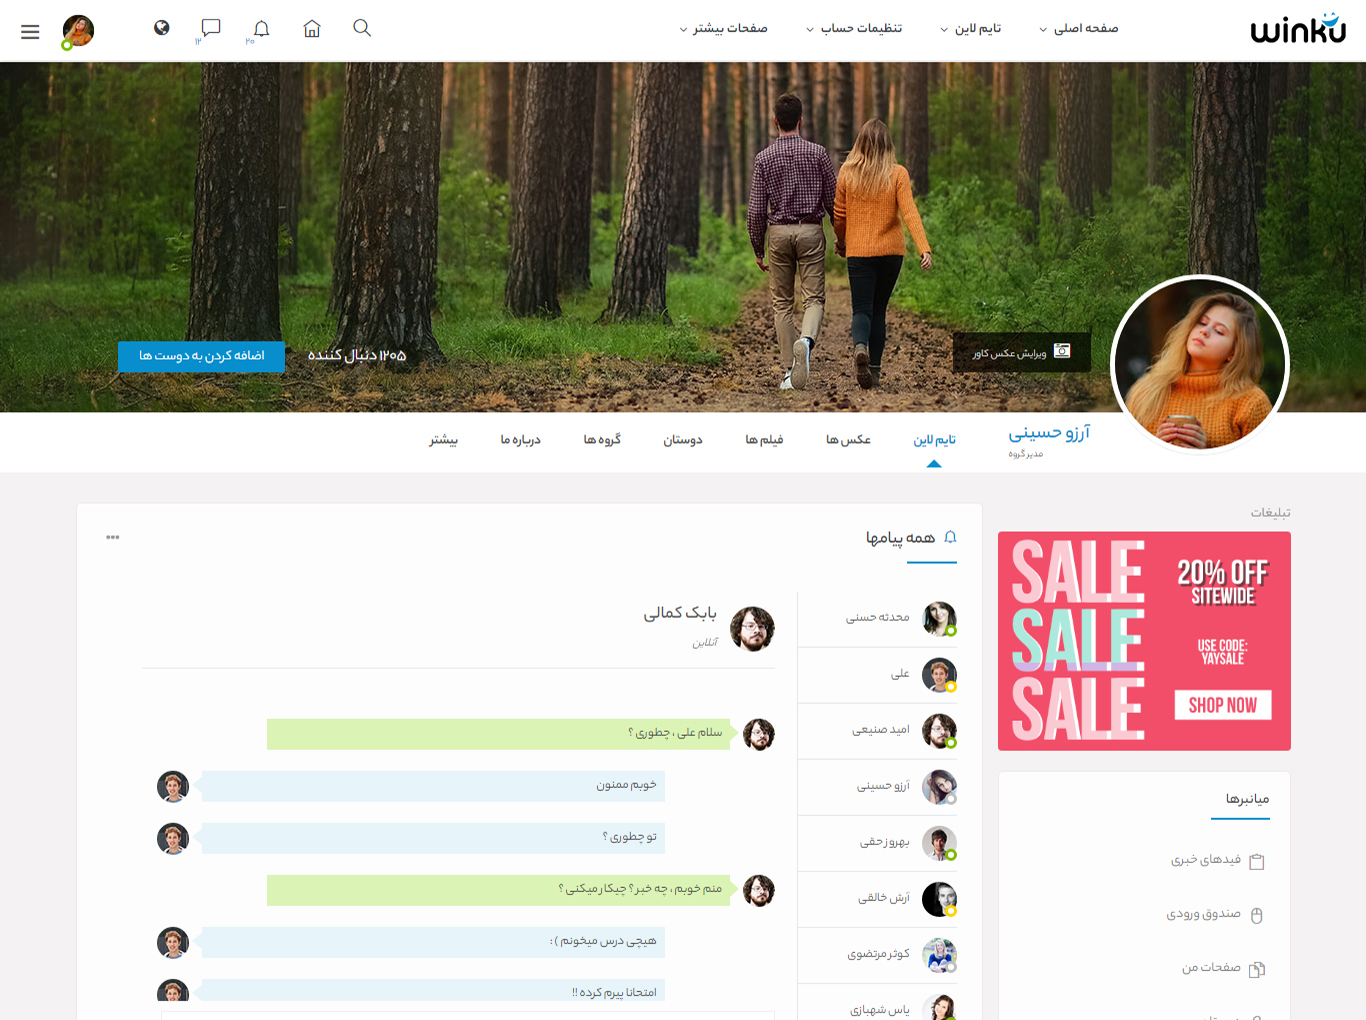 winku
صفحه اصلی
تایم لاین
تنظیمات حساب
صفحات بیشتر
۲۰
۱۲
ویرایش عکس کاور
۱۲۰۵ دنبال کننده
اضافه کردن به دوست ها
آرزو حسینی
مدیر گروه
تایم لاین
عکس ها
فیلم ها
دوستان
گروه ها
درباره ما
بیشتر
تبلیغات
SALE
SALE
SALE
20% OFF
SITEWIDE
USE CODE:
YAYSALE
SHOP NOW
میانبرها
فیدهای خبری
صندوق ورودی
صفحات من
همه پیامها
محدثه حسنی
علی
امید صنیعی
آرزو حسینی
بهروز حقی
آرش خالقی
کوثر مرتضوی
یاس شهبازی
بابک کمالی
آنلاین
سلام علی ، چطوری ؟
خوبم ممنون
تو چطوری ؟
منم خوبم ، چه خبر ؟ چیکار میکنی ؟
هیچی درس میخونم ) :
امتحانا پیرم کرده !!